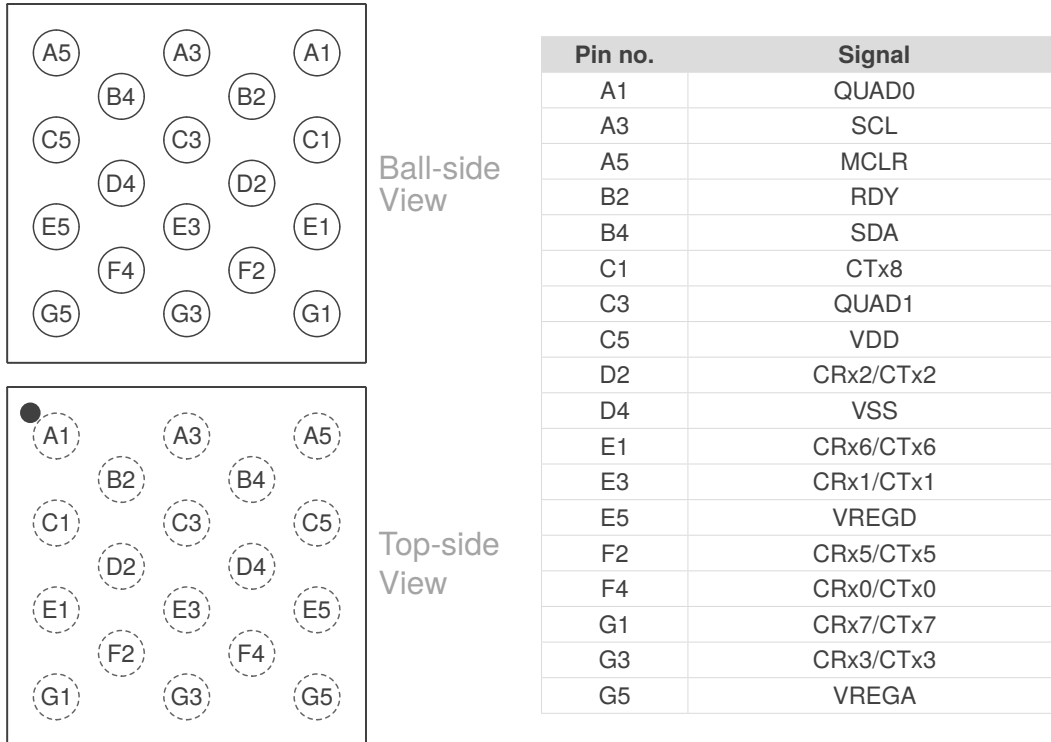 A5 A3 A1
B4 B2
C5 C3 C1
D4 D2
E5 E3 E1
F4 F2
G5 G3 G1
Ball-side
View
A1 A3 A5
B2 B4
C1 C3 C5
D2 D4
E1 E3 E5
F2 F4
G1 G3 G5
Top-side
View
Pin no. Signal
A1 QUAD0
A3 SCL
A5 MCLR
B2 RDY
B4 SDA
C1 CTx8
C3 QUAD1
C5 VDD
D2 CRx2/CTx2
D4 VSS
E1 CRx6/CTx6
E3 CRx1/CTx1
E5 VREGD
F2 CRx5/CTx5
F4 CRx0/CTx0
G1 CRx7/CTx7
G3 CRx3/CTx3
G5 VREGA